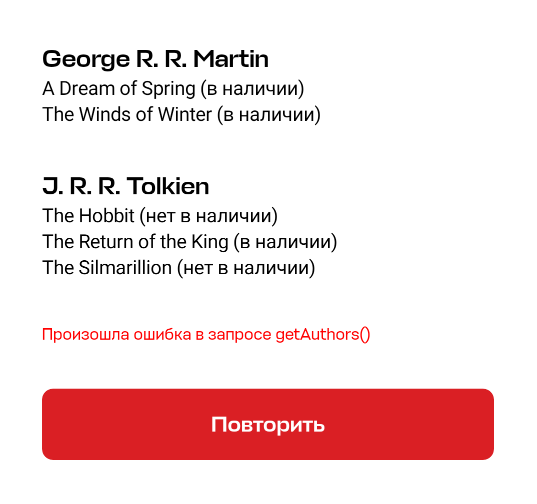 George R. R. Martin
A Dream of Spring (в наличии)
The Winds of Winter (в наличии)
J. R. R. Tolkien
The Hobbit (нет в наличии)
The Return of the King (в наличии)
The Silmarillion (нет в наличии)
Произошла ошибка в запросе getAuthors()
Повторить